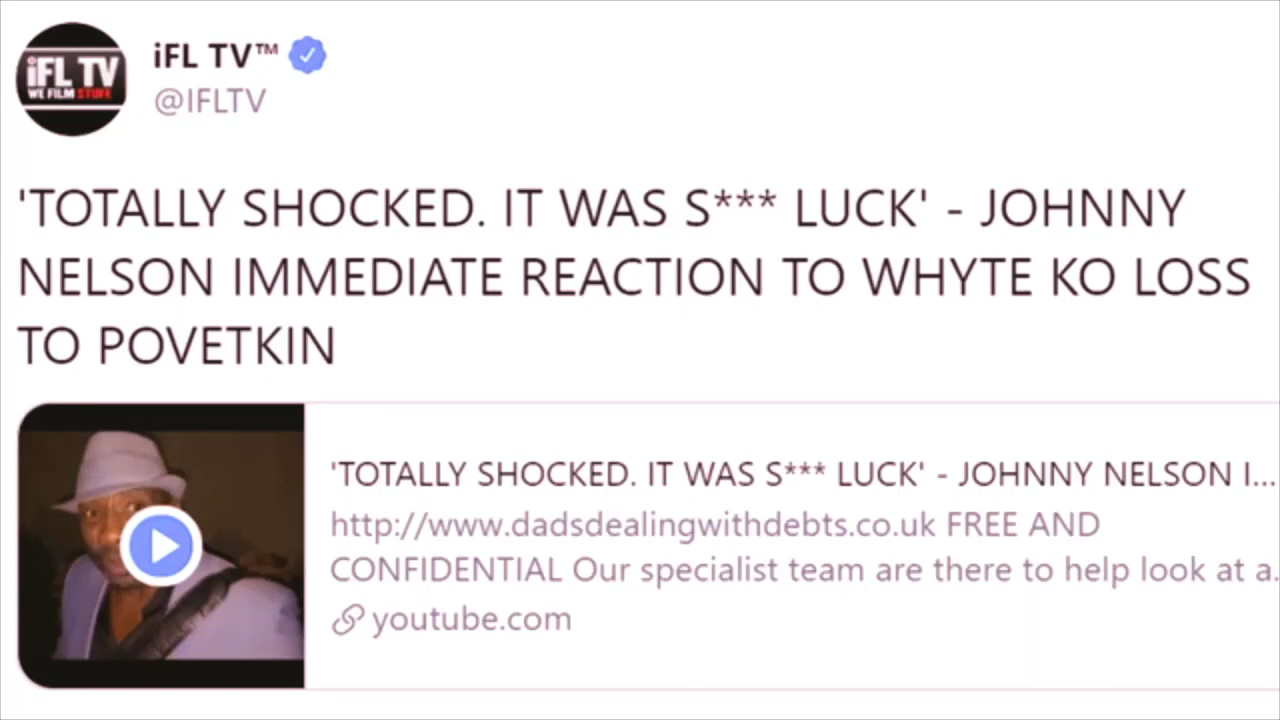 iFL TV
WE FILM STUFF
iFL TV™
@IFLTV
'TOTALLY SHOCKED. IT WAS S*** LUCK' - JOHNNY
NELSON IMMEDIATE REACTION TO WHYTE KO LOSS
TO POVETKIN
'TOTALLY SHOCKED. IT WAS S*** LUCK' - JOHNNY NELSON I...
http://www.dadsdealingwithdebts.co.uk FREE AND
CONFIDENTIAL Our specialist team are there to help look at a.
youtube.com